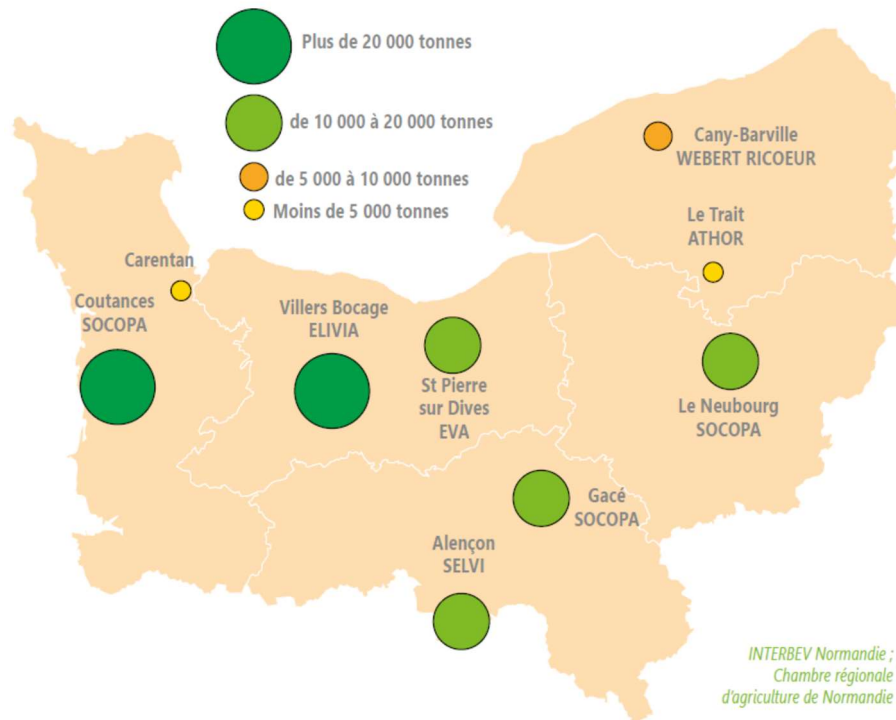 Plus de 20 000 tonnes
de 10 000 à 20 000 tonnes
de 5 000 à 10 000 tonnes
Moins de 5 000 tonnes
Cany-Barville
WEBERT RICOEUR
Le Trait
ATHOR
Carentan
Coutances
SOCOPA
Villers Bocage
ELIVIA
St Pierre
sur Dives
EVA
Le Neubourg
SOCOPA
Gacé
SOCOPA
Alençon
SELVI
INTERBEV Normandie ;
Chambre régionale
d'agriculture de Normandie